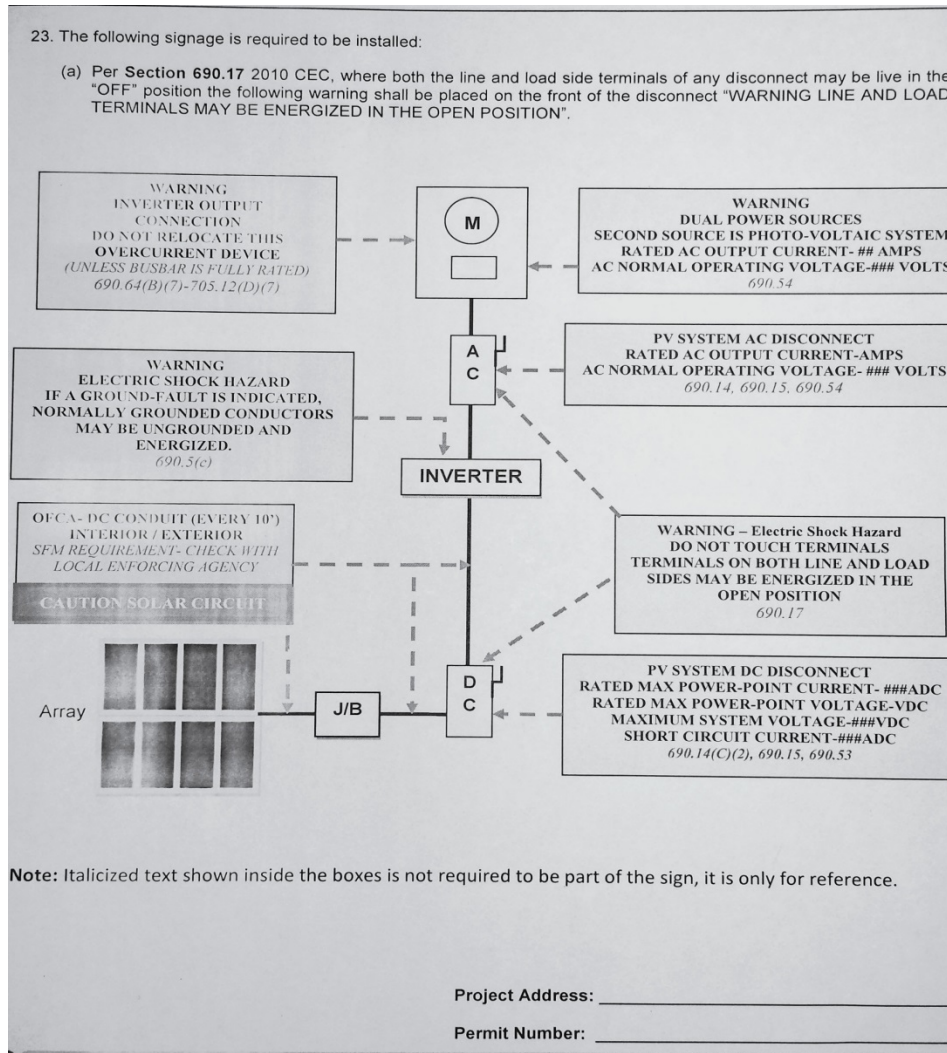 23. The following signage is required to be installed:
(a) Per Section 690.17 2010 CEC, where both the line and load side terminals of any disconnect may be live in the
"OFF" position the following warning shall be placed on the front of the disconnect "WARNING LINE AND LOAD
TERMINALS MAY BE ENERGIZED IN THE OPEN POSITION".
WARNING
INVERTER OUTPUT
CONNECTION
DO NOT RELOCATE THIS
OVERCURRENT DEVICE
(UNLESS BUSBAR IS FULLY RATED)
690.64(B)(7)-705.12(D)(7)
M
WARNING
DUAL POWER SOURCES
SECOND SOURCE IS PHOTO-VOLTAIC SYSTEM
RATED AC OUTPUT CURRENT- ## AMPS
AC NORMAL OPERATING VOLTAGE-### VOLTS
690.54
A
C
PV SYSTEM AC DISCONNECT
RATED AC OUTPUT CURRENT-AMPS
AC NORMAL OPERATING VOLTAGE- ### VOLTS
690.14, 690.15, 690.54
WARNING
ELECTRIC SHOCK HAZARD
IF A GROUND-FAULT IS INDICATED,
NORMALLY GROUNDED CONDUCTORS
MAY BE UNGROUNDED AND
ENERGIZED.
690.5(c)
INVERTER
OFCA- DC CONDUIT (EVERY 10')
INTERIOR / EXTERIOR
SFM REQUIREMENT- CHECK WITH
LOCAL ENFORCING AGENCY
CAUTION SOLAR CIRCUIT
WARNING – Electric Shock Hazard
DO NOT TOUCH TERMINALS
TERMINALS ON BOTH LINE AND LOAD
SIDES MAY BE ENERGIZED IN THE
OPEN POSITION
690.17
Array
J/B
D
C
PV SYSTEM DC DISCONNECT
RATED MAX POWER-POINT CURRENT- ###ADC
RATED MAX POWER-POINT VOLTAGE-VDC
MAXIMUM SYSTEM VOLTAGE-###VDC
SHORT CIRCUIT CURRENT-###ADC
690.14(C)(2), 690.15, 690.53
Note: Italicized text shown inside the boxes is not required to be part of the sign, it is only for reference.
Project Address:
Permit Number: